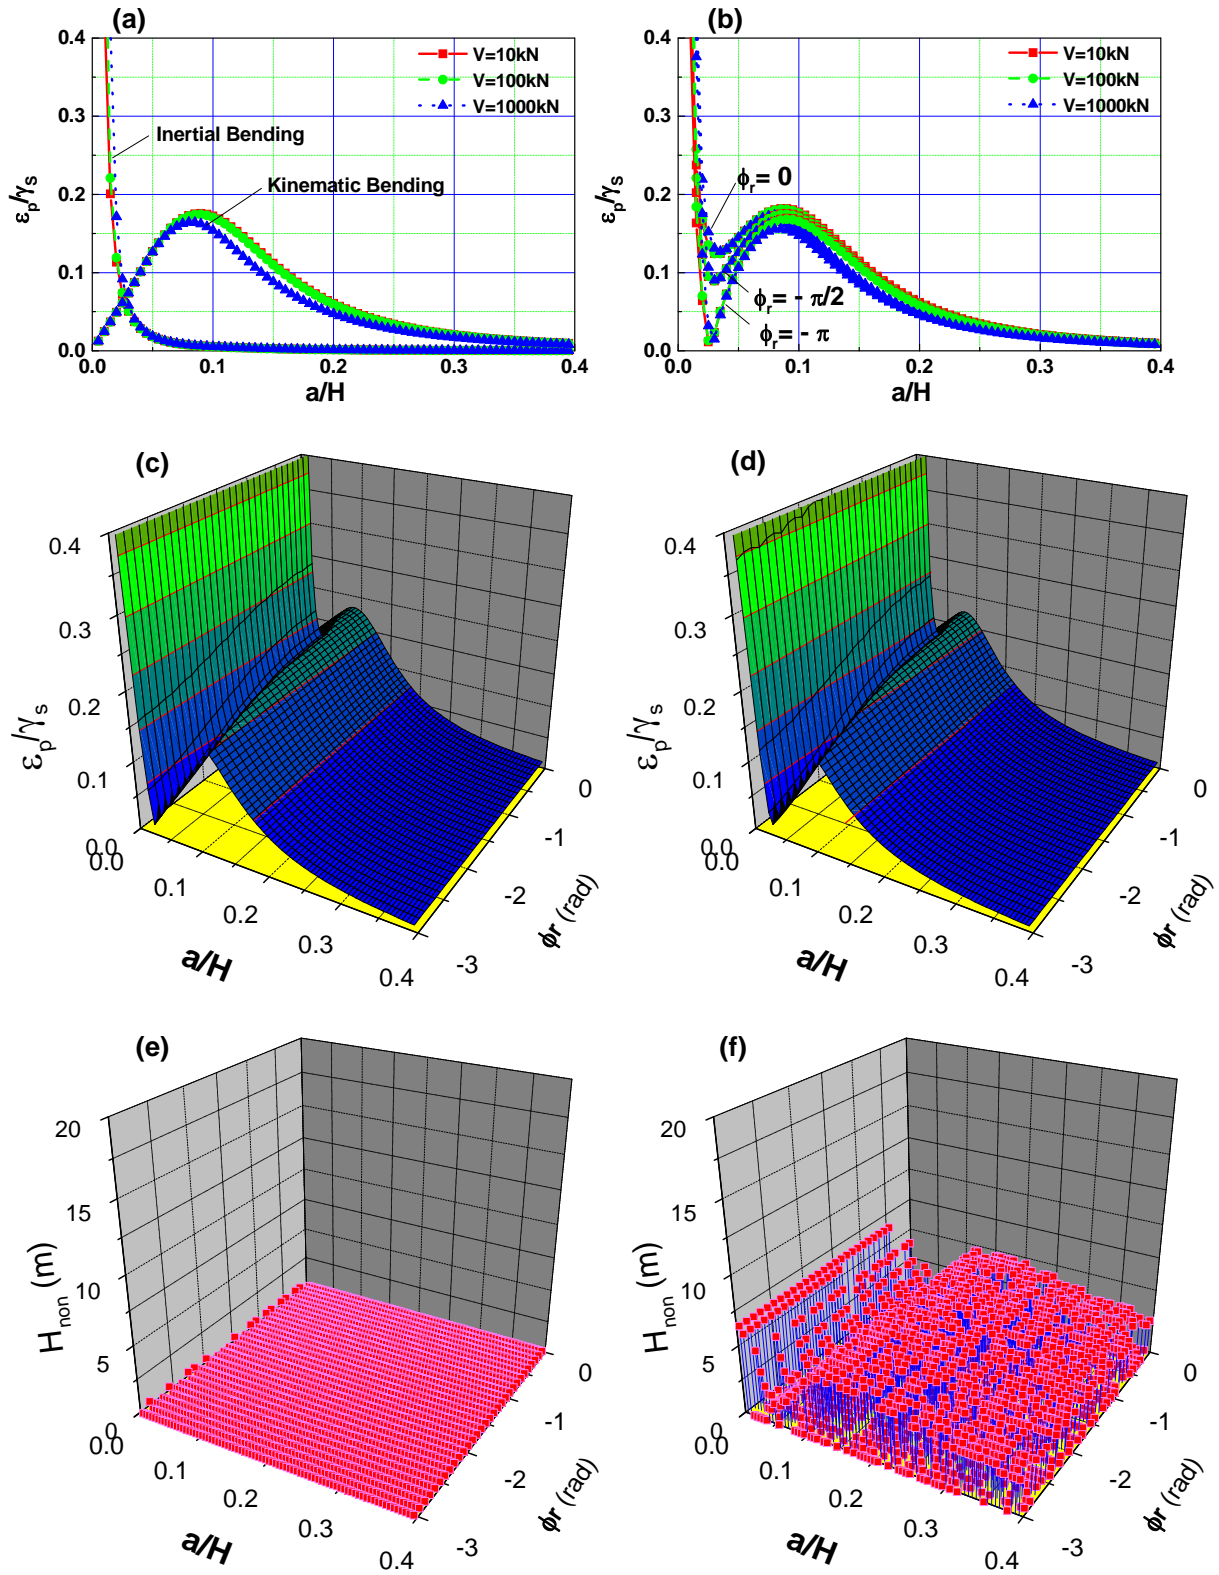 (a)
0.4
0.3
0.2
0.1
0.0
εp/γs
V=10kN
V=100kN
V=1000kN
Inertial Bending
Kinematic Bending
0.0 0.1 0.2 0.3 0.4
a/H
(b)
0.4
0.3
0.2
0.1
0.0
εp/γs
V=10kN
V=100kN
V=1000kN
ϕr= 0
ϕr= - π/2
ϕr= - π
0.0 0.1 0.2 0.3 0.4
a/H
(c)
0.4
0.3
0.2
0.1
0.0
εp/γs
0.0
0.1
0.2
0.3
0.4
a/H
0
-1
-2
-3
ϕr (rad)
(d)
0.4
0.3
0.2
0.1
0.0
εp/γs
0.0
0.1
0.2
0.3
0.4
a/H
0
-1
-2
-3
ϕr (rad)
(e)
20
15
10
5
0
Hnon (m)
0.0
0.1
0.2
0.3
0.4
a/H
0
-1
-2
-3
ϕr (rad)
(f)
20
15
10
5
0
Hnon (m)
0.0
0.1
0.2
0.3
0.4
a/H
0
-1
-2
-3
ϕr (rad)